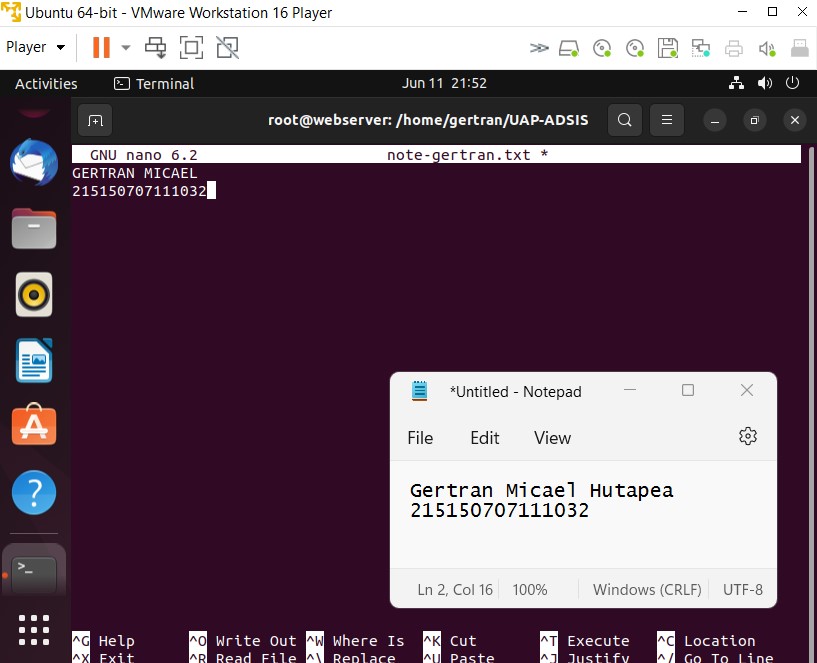 Ubuntu 64-bit - VMware Workstation 16 Player
Player
Activities Terminal Jun 11 21:52
root@webserver: /home/gertran/UAP-ADSIS
GNU nano 6.2 note-gertran.txt *
GERTRAN MICAEL
215150707111032
*Untitled - Notepad
File Edit View
Gertran Micael Hutapea
215150707111032
Ln 2, Col 16 100% Windows (CRLF) UTF-8
^G Help ^O Write Out ^W Where Is ^K Cut ^T Execute ^C Location
^X Exit ^R Read File ^\ Replace ^U Paste ^J Justify ^/ Go To Line